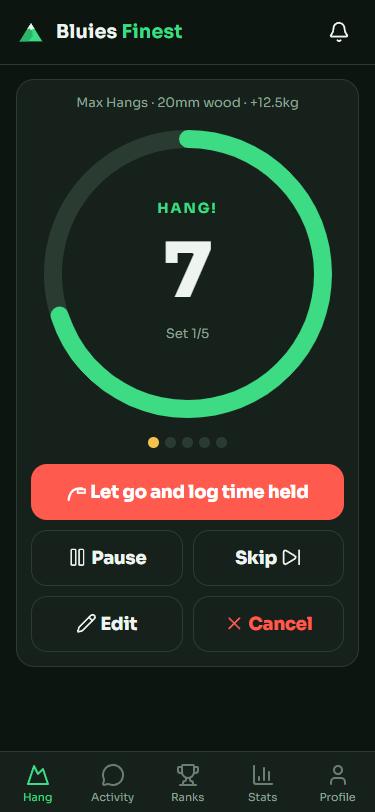 Bluies Finest
Max Hangs · 20mm wood · +12.5kg
HANG!
7
Set 1/5
Let go and log time held
Pause
Skip
Edit
Cancel
Hang
Activity
Ranks
Stats
Profile